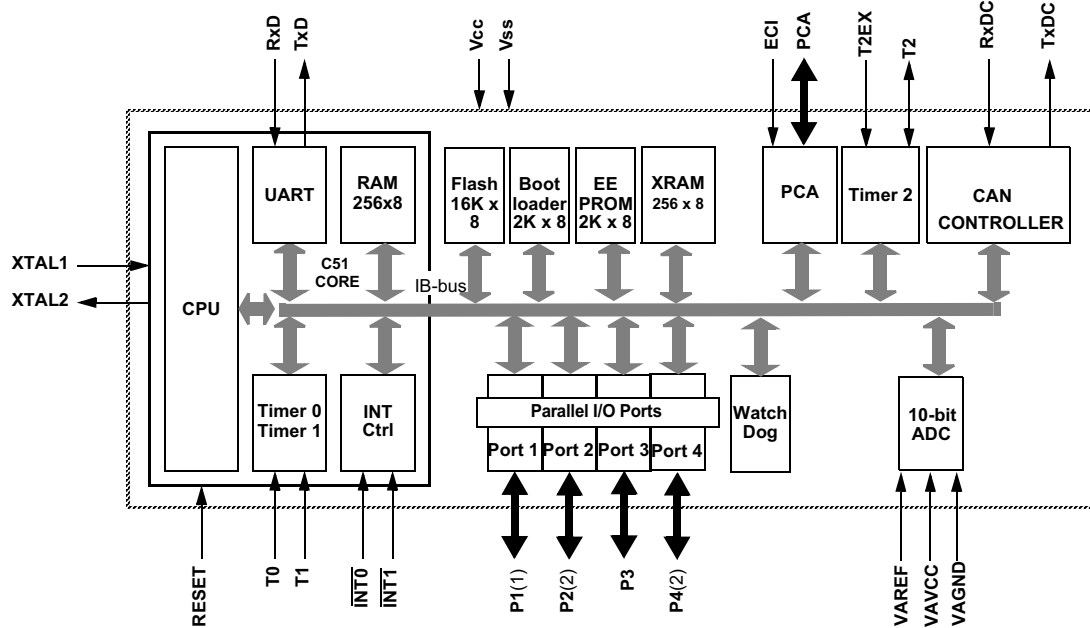 RxD
TxD
Vcc
Vss
ECI
PCA
T2EX
T2
RxDC
TxDC
UART
RAM
256x8
Flash
16K x
8
Boot
loader
2K x 8
EE
PROM
2K x 8
XRAM
256 x 8
PCA
Timer 2
CAN
CONTROLLER
XTAL1
XTAL2
CPU
C51
CORE
IB-bus
Timer 0
Timer 1
INT
Ctrl
Parallel I/O Ports
Port 1
Port 2
Port 3
Port 4
Watch
Dog
10-bit
ADC
RESET
T0
T1
INT0
INT1
P1(1)
P2(2)
P3
P4(2)
VAREF
VAVCC
VAGND